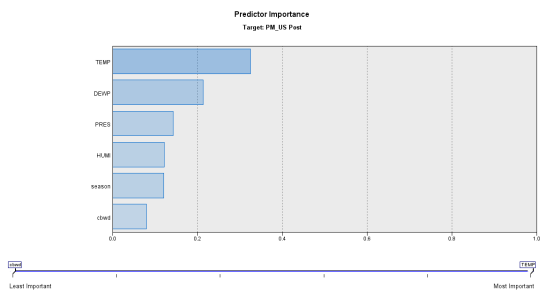 Predictor Importance
Target: PM_US Post
TEMP
DEWP
PRES
HUMI
season
cbwd
0.0 0.2 0.4 0.6 0.8 1.0
cbwd TEMP
Least Important Most Important